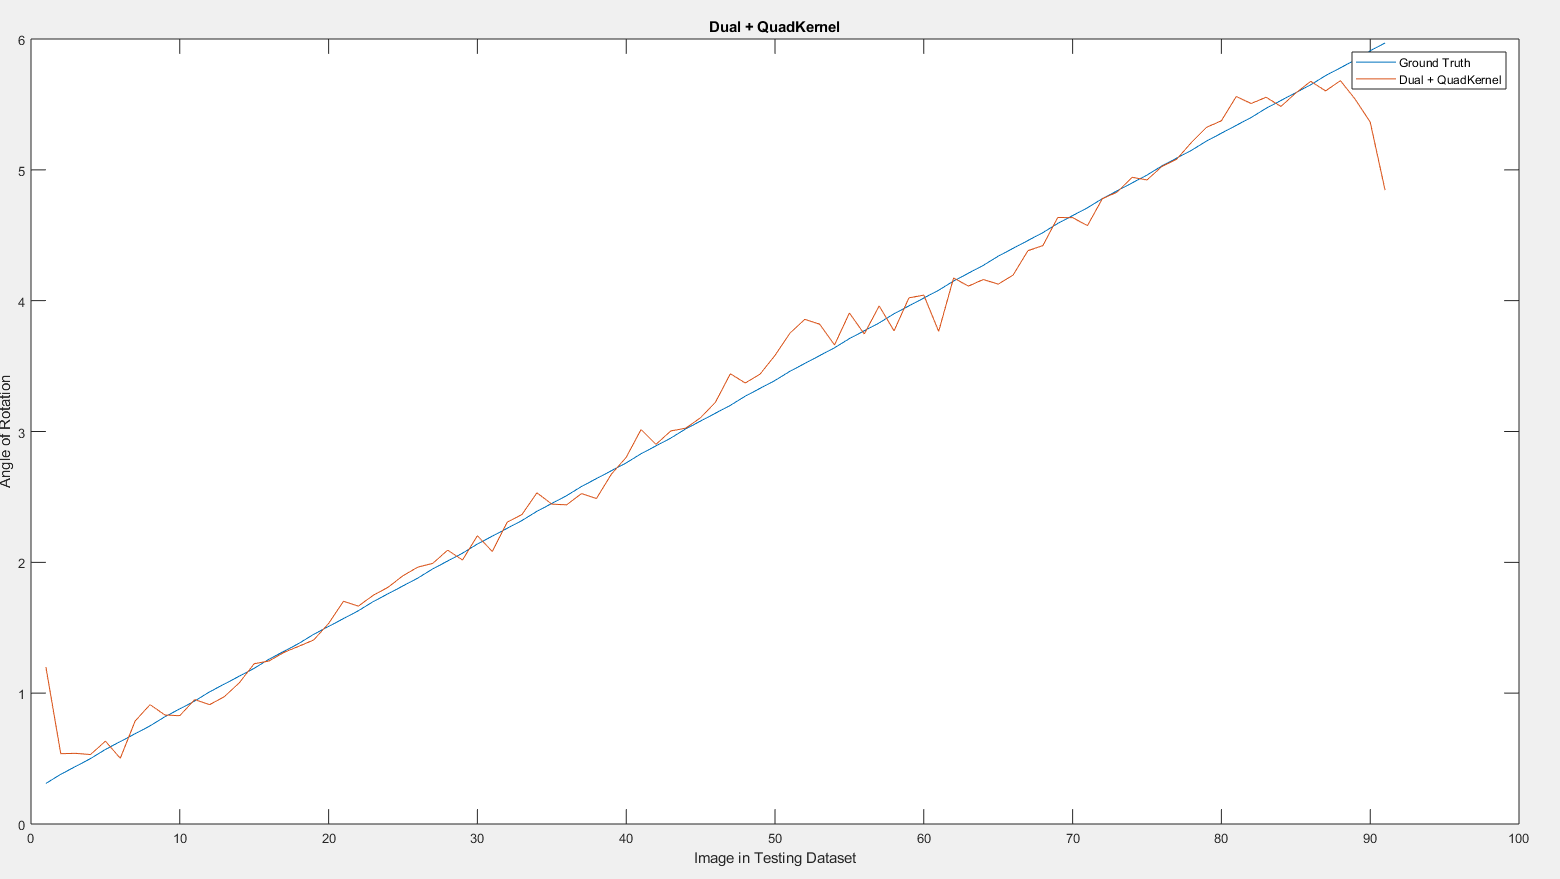 Dual + QuadKernel
Ground Truth
Dual + QuadKernel
6
5
4
3
2
1
0
Angle of Rotation
0 10 20 30 40 50 60 70 80 90 100
Image in Testing Dataset